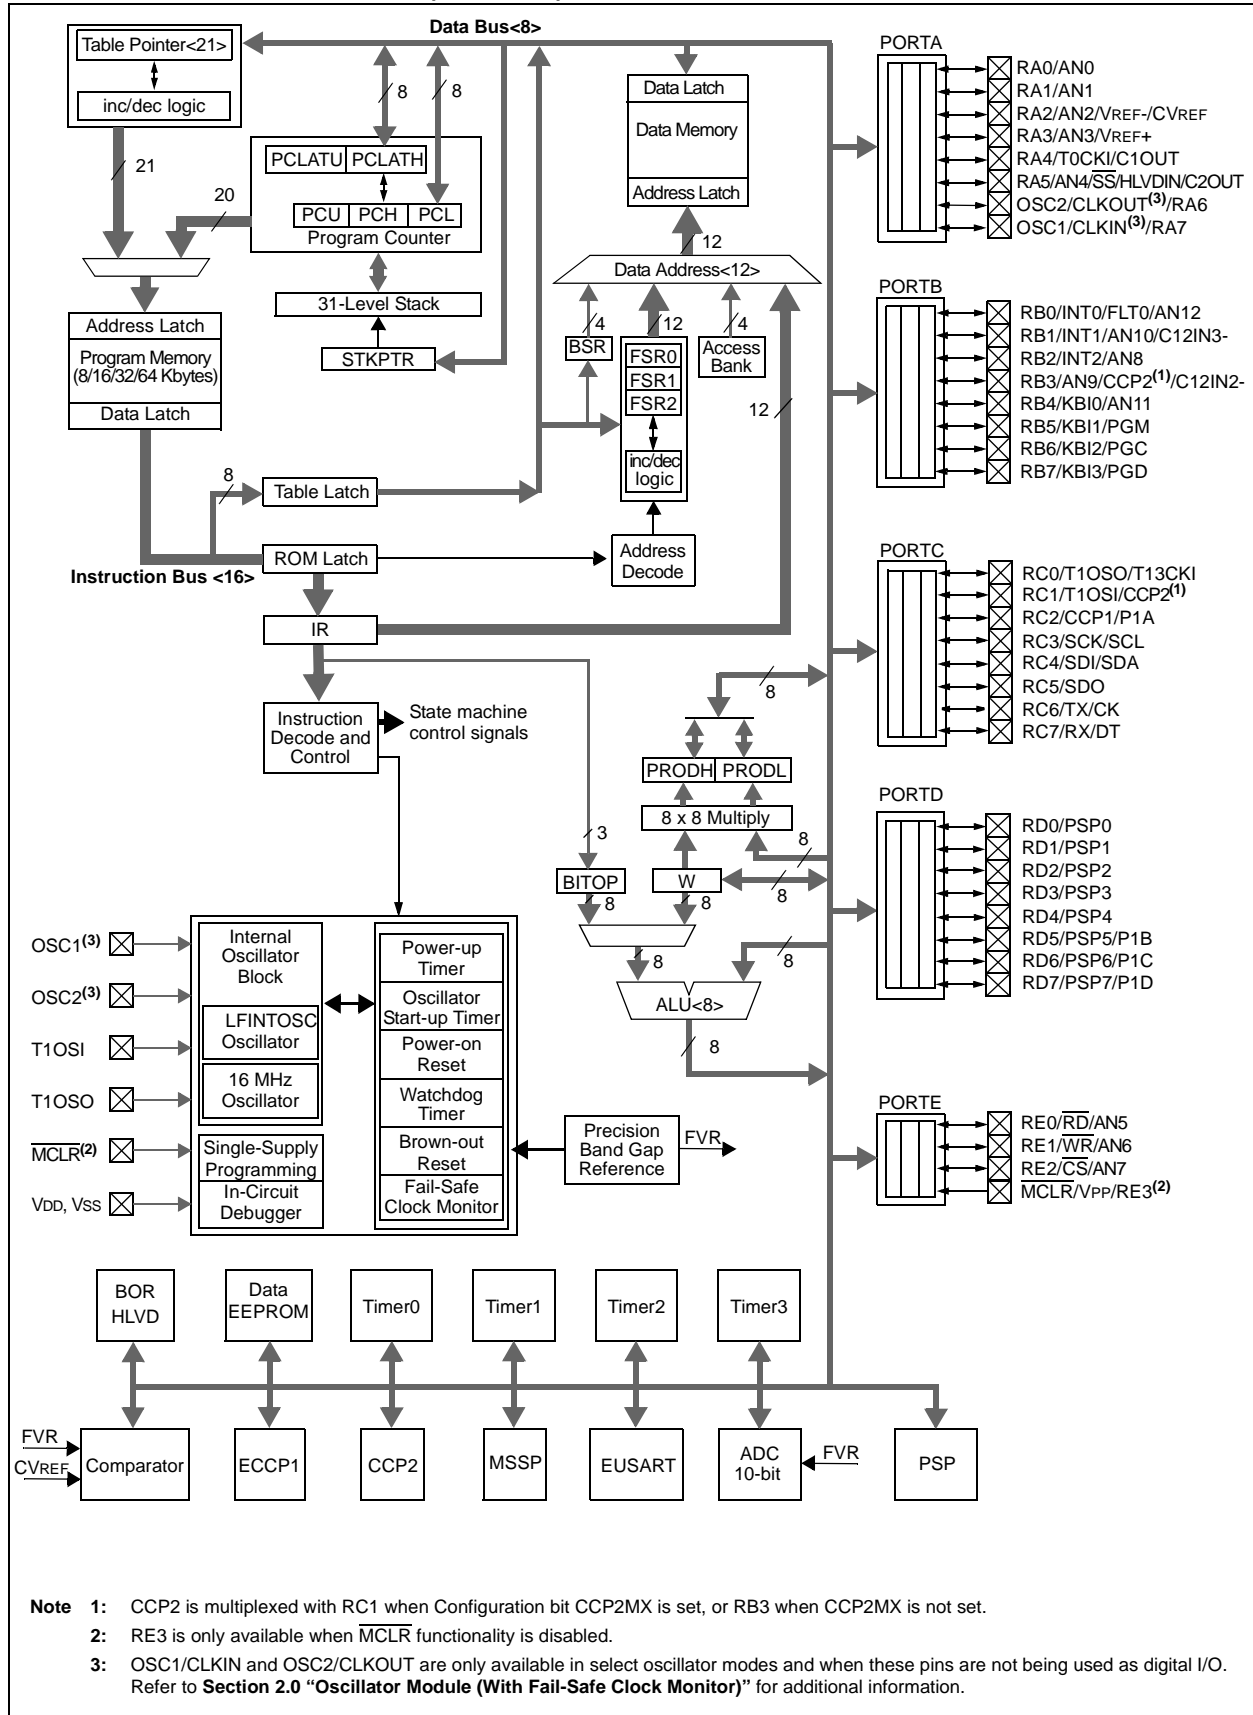 Data Bus<8>
Table Pointer<21>
inc/dec logic
21
20
8
8
PCLATU PCLATH
PCU PCH PCL
Program Counter
31-Level Stack
STKPTR
Address Latch
Program Memory
(8/16/32/64 Kbytes)
Data Latch
8
Table Latch
ROM Latch
Instruction Bus <16>
IR
Instruction
Decode and
Control
State machine
control signals
Data Latch
Data Memory
Address Latch
12
Data Address<12>
4
12
4
BSR
FSR0
FSR1
FSR2
inc/dec
logic
Access
Bank
12
Address
Decode
8
PRODH PRODL
8 x 8 Multiply
3
8
BITOP
W
8
8
8
8
8
ALU<8>
8
OSC1(3)
OSC2(3)
T1OSI
T1OSO
MCLR(2)
VDD, VSS
Internal
Oscillator
Block
LFINTOSC
Oscillator
16 MHz
Oscillator
Single-Supply
Programming
In-Circuit
Debugger
Power-up
Timer
Oscillator
Start-up Timer
Power-on
Reset
Watchdog
Timer
Brown-out
Reset
Fail-Safe
Clock Monitor
Precision
Band Gap
Reference
FVR
PORTA
RA0/AN0
RA1/AN1
RA2/AN2/VREF-/CVREF
RA3/AN3/VREF+
RA4/T0CKI/C1OUT
RA5/AN4/SS/HLVDIN/C2OUT
OSC2/CLKOUT(3)/RA6
OSC1/CLKIN(3)/RA7
PORTB
RB0/INT0/FLT0/AN12
RB1/INT1/AN10/C12IN3-
RB2/INT2/AN8
RB3/AN9/CCP2(1)/C12IN2-
RB4/KBI0/AN11
RB5/KBI1/PGM
RB6/KBI2/PGC
RB7/KBI3/PGD
PORTC
RC0/T1OSO/T13CKI
RC1/T1OSI/CCP2(1)
RC2/CCP1/P1A
RC3/SCK/SCL
RC4/SDI/SDA
RC5/SDO
RC6/TX/CK
RC7/RX/DT
PORTD
RD0/PSP0
RD1/PSP1
RD2/PSP2
RD3/PSP3
RD4/PSP4
RD5/PSP5/P1B
RD6/PSP6/P1C
RD7/PSP7/P1D
PORTE
RE0/RD/AN5
RE1/WR/AN6
RE2/CS/AN7
MCLR/VPP/RE3(2)
BOR
HLVD
Data
EEPROM
Timer0
Timer1
Timer2
Timer3
FVR
CVREF
Comparator
ECCP1
CCP2
MSSP
EUSART
ADC
10-bit
FVR
PSP
Note 1: CCP2 is multiplexed with RC1 when Configuration bit CCP2MX is set, or RB3 when CCP2MX is not set.
2: RE3 is only available when MCLR functionality is disabled.
3: OSC1/CLKIN and OSC2/CLKOUT are only available in select oscillator modes and when these pins are not being used as digital I/O.
Refer to Section 2.0 “Oscillator Module (With Fail-Safe Clock Monitor)” for additional information.